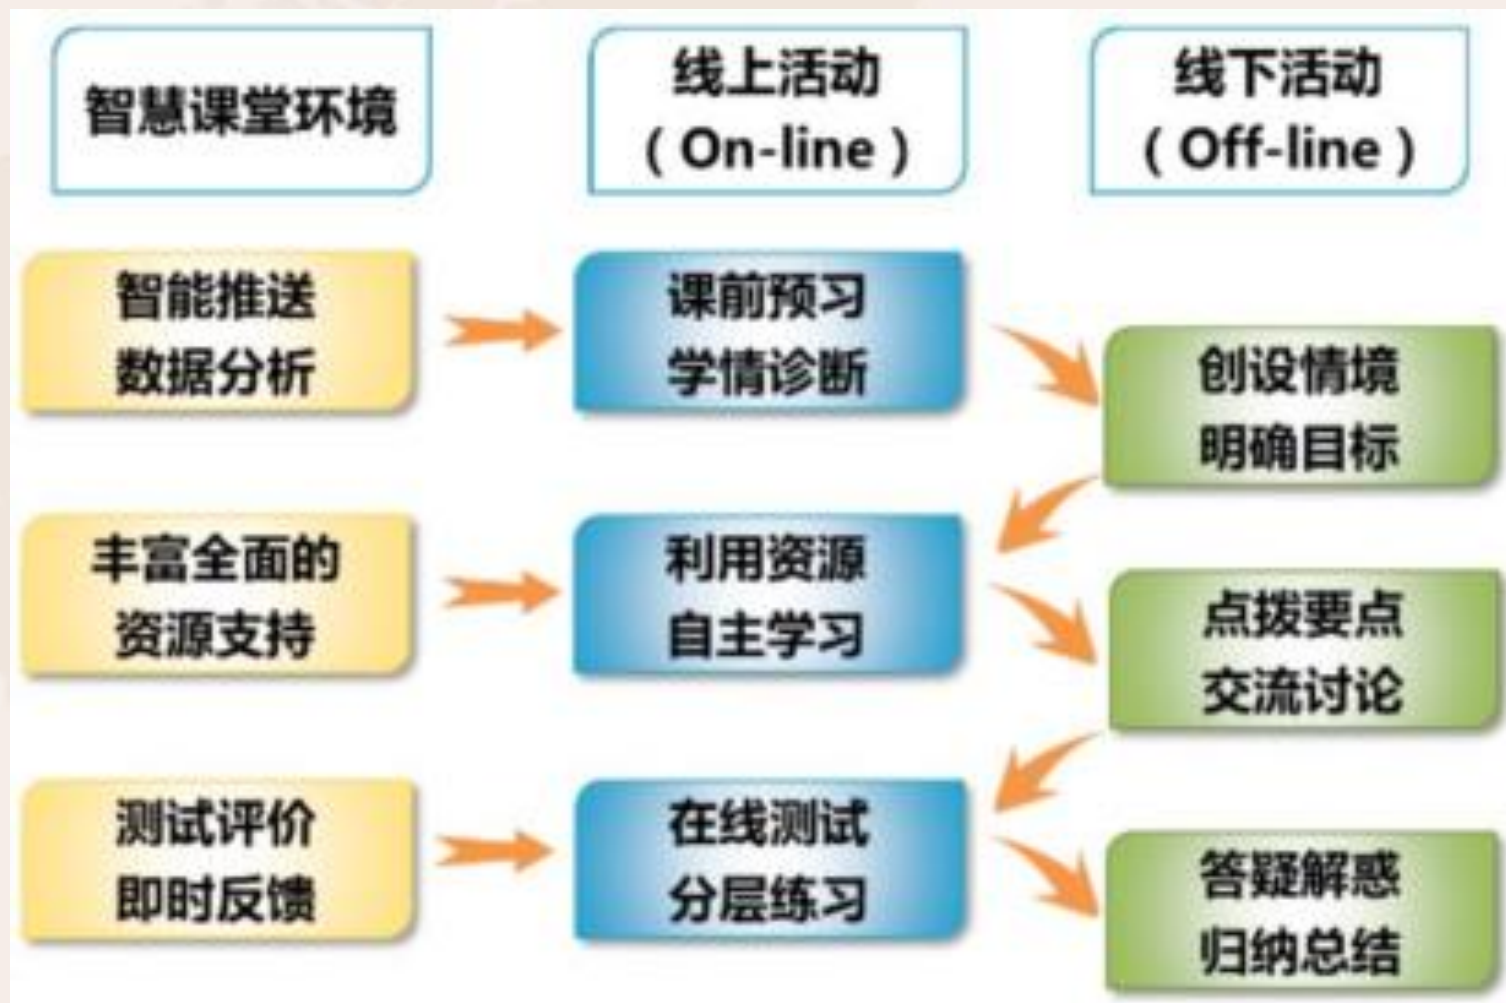 智慧课堂环境
线上活动
（On-line）
线下活动
（Off-line）
智能推送
数据分析
课前预习
学情诊断
创设情境
明确目标
丰富全面的
资源支持
利用资源
自主学习
点拨要点
交流讨论
测试评价
即时反馈
在线测试
分层练习
答疑解惑
归纳总结